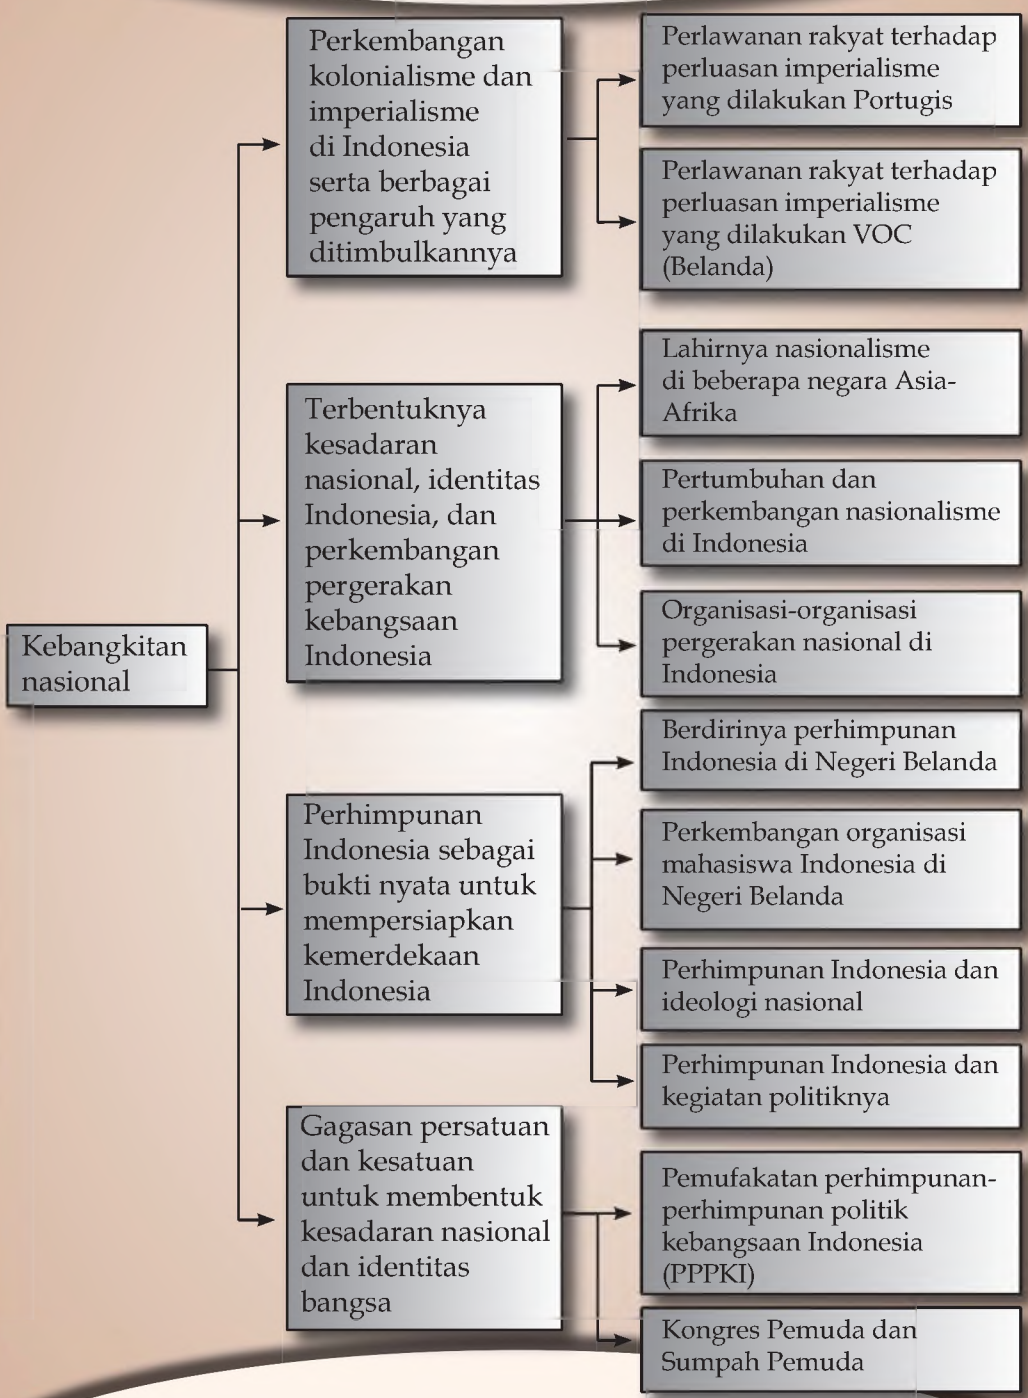 Kebangkitan
nasional
Perkembangan
kolonialisme dan
imperialisme
di Indonesia
serta berbagai
pengaruh yang
ditimbulkannya
Perlawanan rakyat terhadap
perluasan imperialisme
yang dilakukan Portugis
Perlawanan rakyat terhadap
perluasan imperialisme
yang dilakukan VOC
(Belanda)
Terbentuknya
kesadaran
nasional, identitas
Indonesia, dan
perkembangan
pergerakan
kebangsaan
Indonesia
Lahirnya nasionalisme
di beberapa negara Asia-
Afrika
Pertumbuhan dan
perkembangan nasionalisme
di Indonesia
Organisasi-organisasi
pergerakan nasional di
Indonesia
Perhimpunan
Indonesia sebagai
bukti nyata untuk
mempersiapkan
kemerdekaan
Indonesia
Berdirinya perhimpunan
Indonesia di Negeri Belanda
Perkembangan organisasi
mahasiswa Indonesia di
Negeri Belanda
Perhimpunan Indonesia dan
ideologi nasional
Perhimpunan Indonesia dan
kegiatan politiknya
Gagasan persatuan
dan kesatuan
untuk membentuk
kesadaran nasional
dan identitas
bangsa
Pemufakatan perhimpunan-
perhimpunan politik
kebangsaan Indonesia
(PPPKI)
Kongres Pemuda dan
Sumpah Pemuda